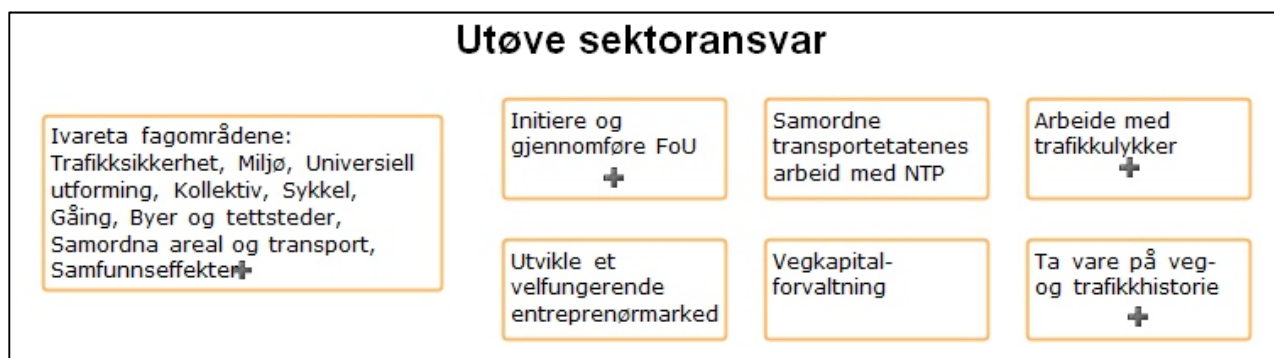 Utøve sektoransvar
Ivareta fagområdene:
Trafikksikkerhet, Miljø, Universiell
utforming, Kollektiv, Sykkel,
Gåing, Byer og tettsteder,
Samordna areal og transport,
Samfunnseffekter
Initiere og
gjennomføre FoU
Samordne
transportetatenes
arbeid med NTP
Arbeide med
trafikkulykker
Utvikle et
velfungerende
entreprenørmarked
Vegkapital-
forvaltning
Ta vare på veg-
og trafikkhistorie